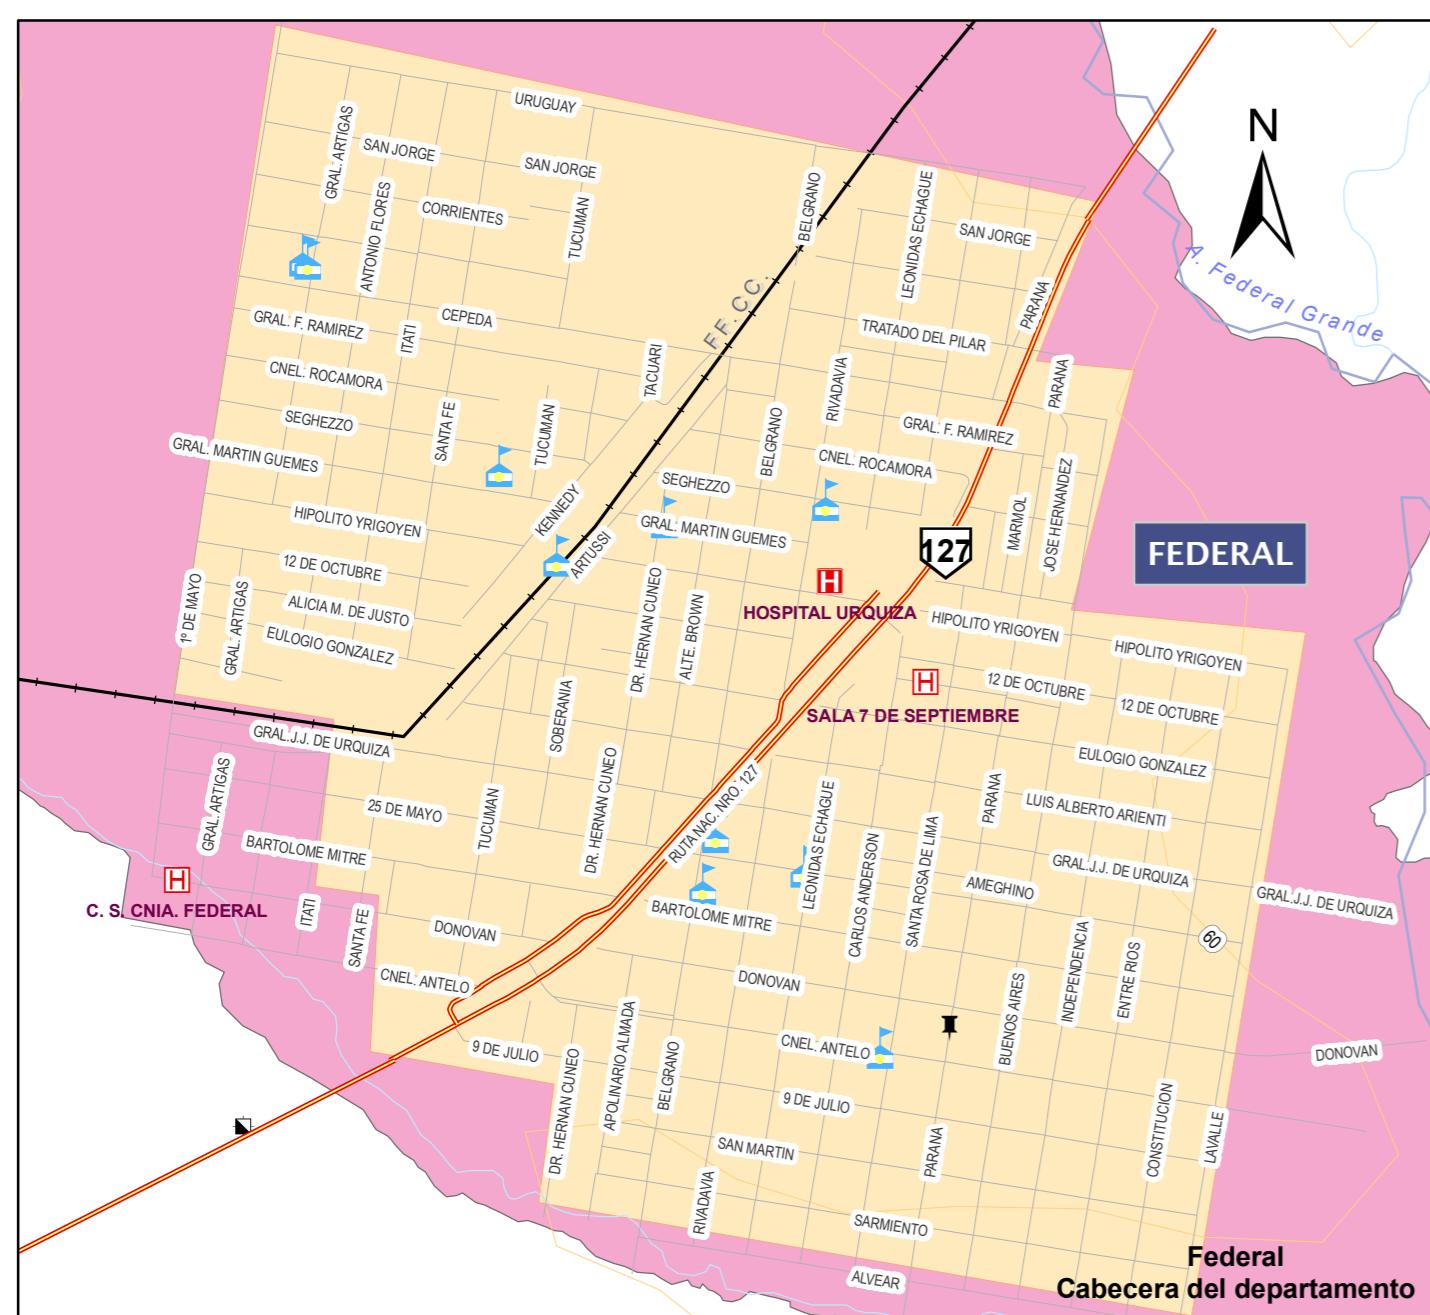 URUGUAY
N
GRAL. ARTIGAS
SAN JORGE
SAN JORGE
BELGRANO
LEONIDAS ECHAGUE
ANTONIO FLORES
CORRIENTES
TUCUMAN
SAN JORGE
A. Federal Grande
FF.CC.
PARANA
GRAL. F. RAMIREZ
ITATI
CEPEDA
TRATADO DEL PILAR
CNEL. ROCAMORA
TACUARI
RIVADAVIA
PARANA
SEGHEZZO
SANTA FE
TUCUMAN
BELGRANO
GRAL. F. RAMIREZ
GRAL. MARTIN GUEMES
CNEL. ROCAMORA
SEGHEZZO
KENNEDY
MARMOL
JOSE HERNANDEZ
HIPOLITO YRIGOYEN
GRAL. MARTIN GUEMES
ARTUSSI
127
FEDERAL
12 DE OCTUBRE
1º DE MAYO
GRAL. ARTIGAS
ALICIA M. DE JUSTO
EULOGIO GONZALEZ
DR. HERNAN CUNEO
ALTE. BROWN
H
HOSPITAL URQUIZA
HIPOLITO YRIGOYEN
HIPOLITO YRIGOYEN
H
SALA 7 DE SEPTIEMBRE
12 DE OCTUBRE
12 DE OCTUBRE
SOBERANIA
GRAL.J.J. DE URQUIZA
EULOGIO GONZALEZ
GRAL. ARTIGAS
25 DE MAYO
TUCUMAN
DR. HERNAN CUNEO
RUTA NAC. NRO. 127
LEONIDAS ECHAGUE
PARANA
LUIS ALBERTO ARIENTI
BARTOLOME MITRE
CARLOS ANDERSON
SANTA ROSA DE LIMA
GRAL.J.J. DE URQUIZA
H
C. S. CNIA. FEDERAL
AMEGHINO
GRAL.J.J. DE URQUIZA
ITATI
SANTA FE
DONOVAN
BARTOLOME MITRE
60
CNEL. ANTELO
DONOVAN
INDEPENDENCIA
ENTRE RIOS
BUENOS AIRES
9 DE JULIO
DR. HERNAN CUNEO
APOLINARIO ALMADA
BELGRANO
CNEL. ANTELO
DONOVAN
9 DE JULIO
CONSTITUCION
LAVALLE
SAN MARTIN
PARANA
RIVADAVIA
SARMIENTO
ALVEAR
Federal
Cabecera del departamento